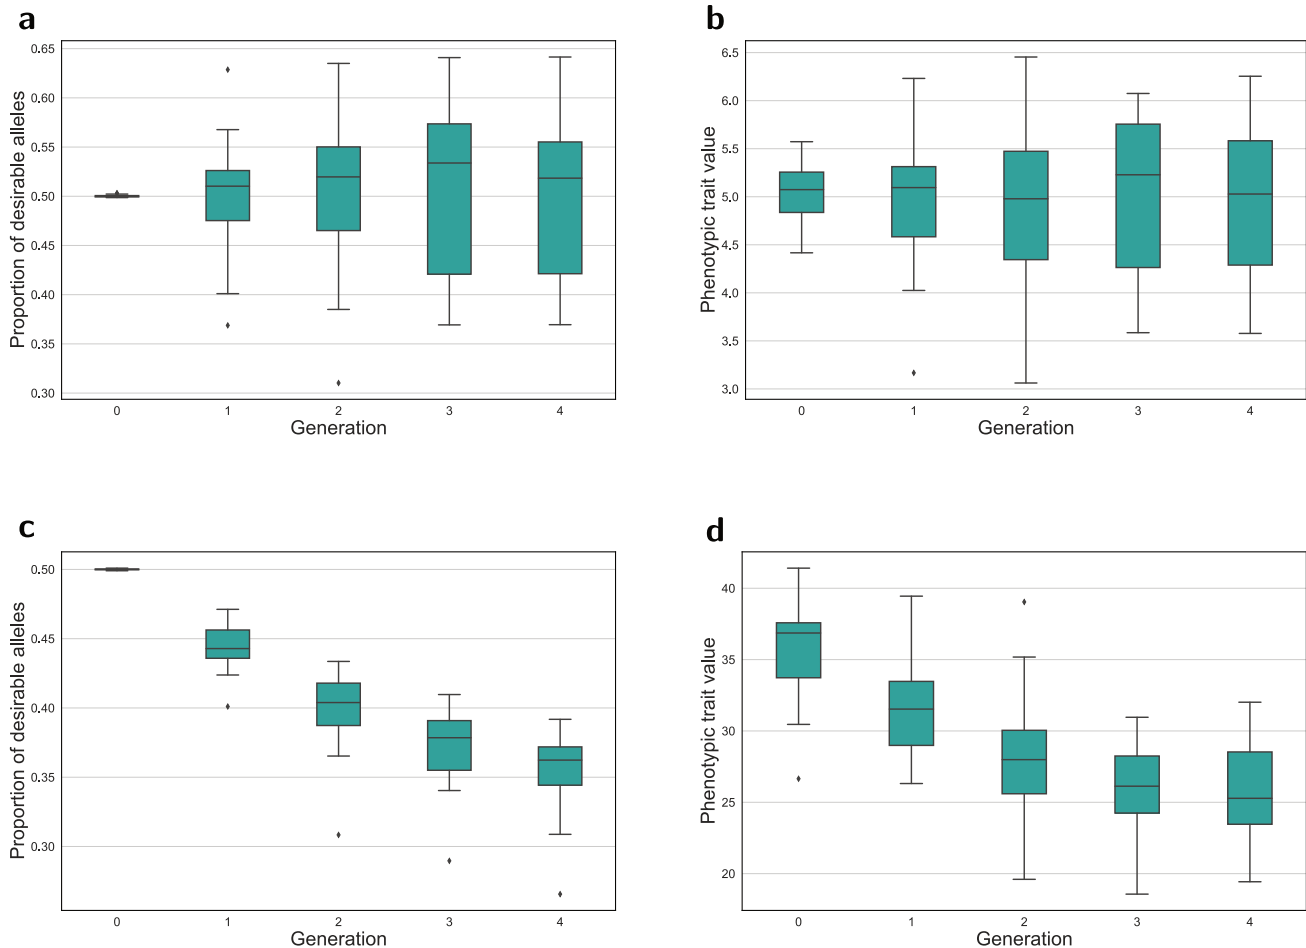 a
Proportion of desirable alleles
0.65
0.60
0.55
0.50
0.45
0.40
0.35
0.30
0 1 2 3 4
Generation
b
Phenotypic trait value
6.5
6.0
5.5
5.0
4.5
4.0
3.5
3.0
0 1 2 3 4
Generation
c
Proportion of desirable alleles
0.50
0.45
0.40
0.35
0.30
0 1 2 3 4
Generation
d
Phenotypic trait value
40
35
30
25
20
0 1 2 3 4
Generation